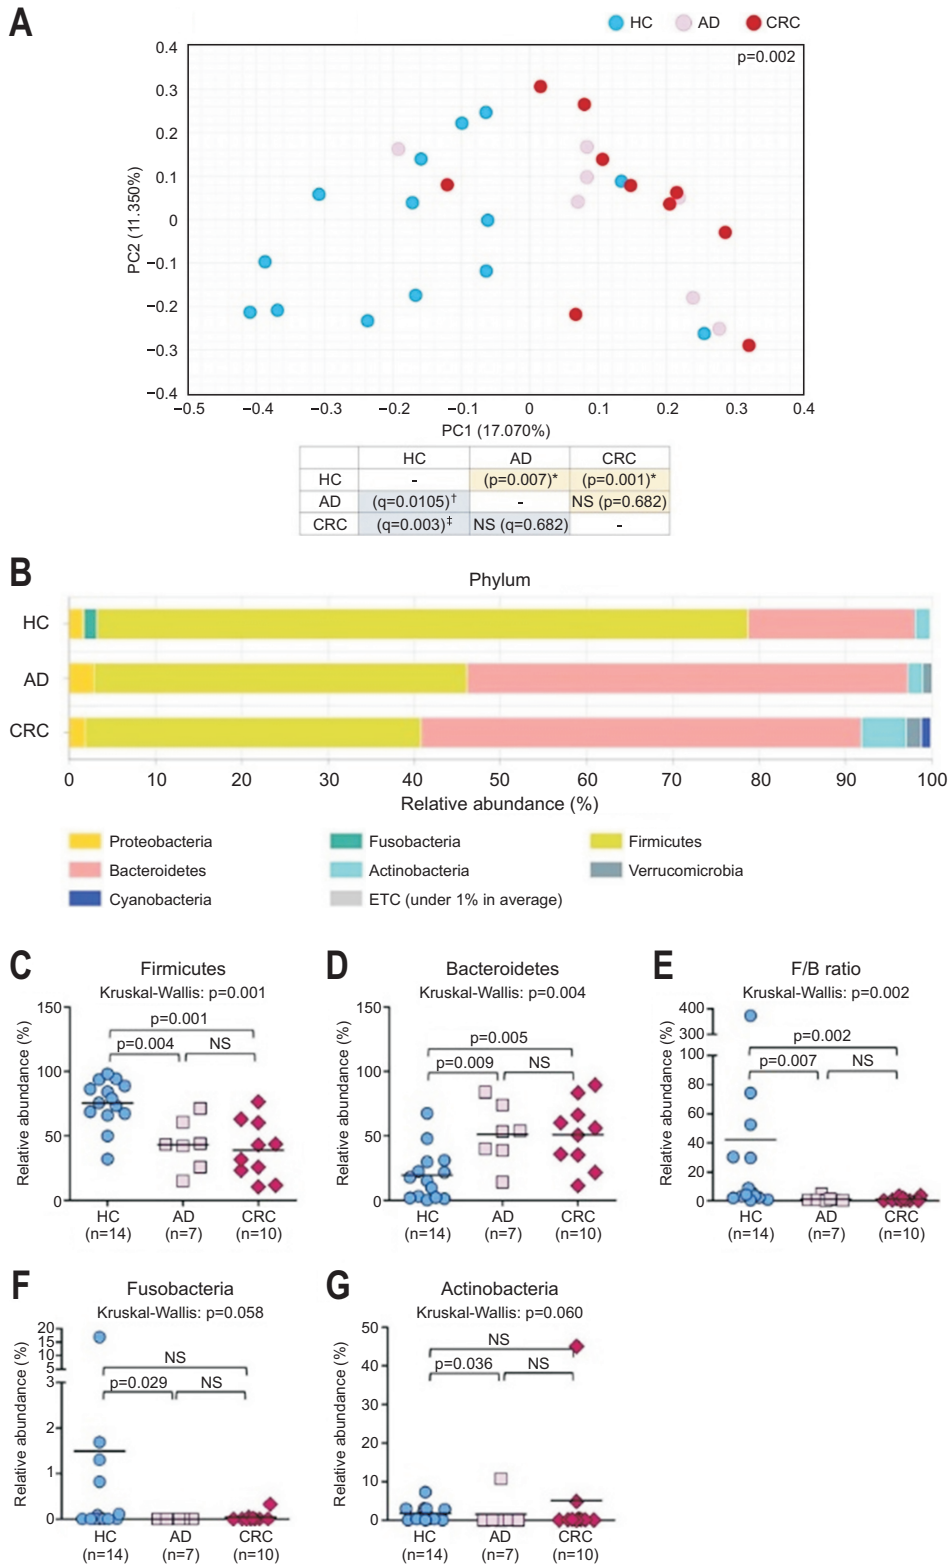 A
HC AD CRC
p=0.002
0.4
0.3
0.2
0.1
0
−0.1
−0.2
−0.3
−0.4
PC2 (11.350%)
−0.5 −0.4 −0.3 −0.2 −0.1 0 0.1 0.2 0.3 0.4
PC1 (17.070%)
HC AD CRC
HC - (p=0.007)* (p=0.001)*
AD (q=0.0105)† - NS (p=0.682)
CRC (q=0.003)‡ NS (q=0.682) -
B
Phylum
HC
AD
CRC
0 10 20 30 40 50 60 70 80 90 100
Relative abundance (%)
Proteobacteria Fusobacteria Firmicutes
Bacteroidetes Actinobacteria Verrucomicrobia
Cyanobacteria ETC (under 1% in average)
C
Firmicutes
Kruskal-Wallis: p=0.001
Relative abundance (%)
150
100
50
0
p=0.001
p=0.004 NS
HC AD CRC
(n=14) (n=7) (n=10)
D
Bacteroidetes
Kruskal-Wallis: p=0.004
Relative abundance (%)
150
100
50
0
p=0.005
p=0.009 NS
HC AD CRC
(n=14) (n=7) (n=10)
E
F/B ratio
Kruskal-Wallis: p=0.002
Relative abundance (%)
400
300
100
80
60
40
20
0
p=0.002
p=0.007 NS
HC AD CRC
(n=14) (n=7) (n=10)
F
Fusobacteria
Kruskal-Wallis: p=0.058
Relative abundance (%)
20
15
10
5
3
2
1
0
NS
p=0.029 NS
HC AD CRC
(n=14) (n=7) (n=10)
G
Actinobacteria
Kruskal-Wallis: p=0.060
Relative abundance (%)
50
40
30
20
10
0
NS
p=0.036 NS
HC AD CRC
(n=14) (n=7) (n=10)